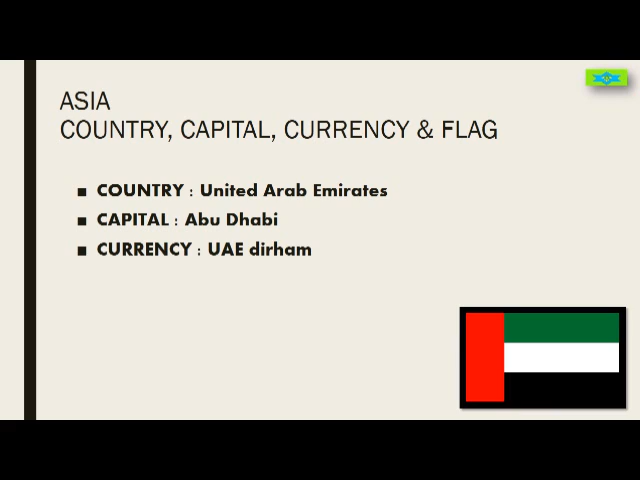 ASIA
COUNTRY, CAPITAL, CURRENCY & FLAG
■ COUNTRY : United Arab Emirates
■ CAPITAL : Abu Dhabi
■ CURRENCY : UAE dirham